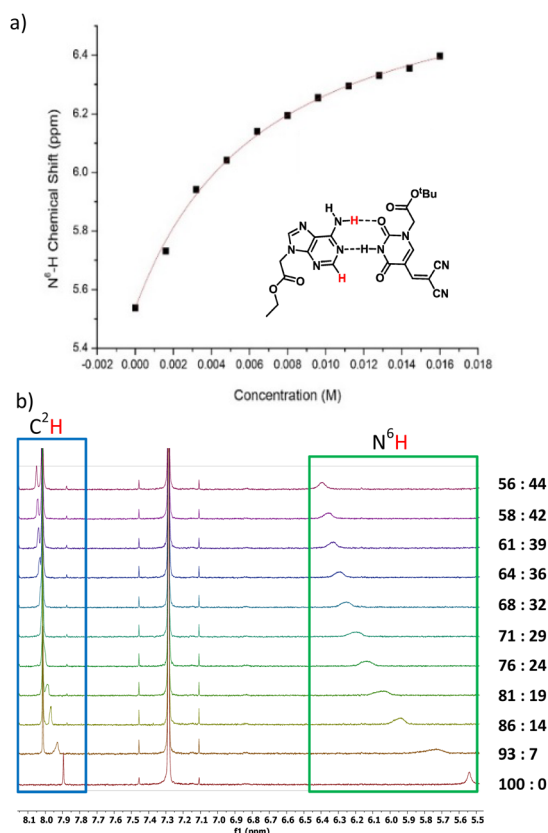 a)
N⁶-H Chemical Shift (ppm)
6.4
6.2
6.0
5.8
5.6
5.4
-0.002 0.000 0.002 0.004 0.006 0.008 0.010 0.012 0.014 0.016 0.018
Concentration (M)
H
N H O
N N N N H N N
H
O
O
O O
OᵗBu
O
CN
CN
b)
C²H
N⁶H
56 : 44
58 : 42
61 : 39
64 : 36
68 : 32
71 : 29
76 : 24
81 : 19
86 : 14
93 : 7
100 : 0
8.1 8.0 7.9 7.8 7.7 7.6 7.5 7.4 7.3 7.2 7.1 7.0 6.9 6.8 6.7 6.6 6.5 6.4 6.3 6.2 6.1 6.0 5.9 5.8 5.7 5.6 5.5
f1 (ppm)